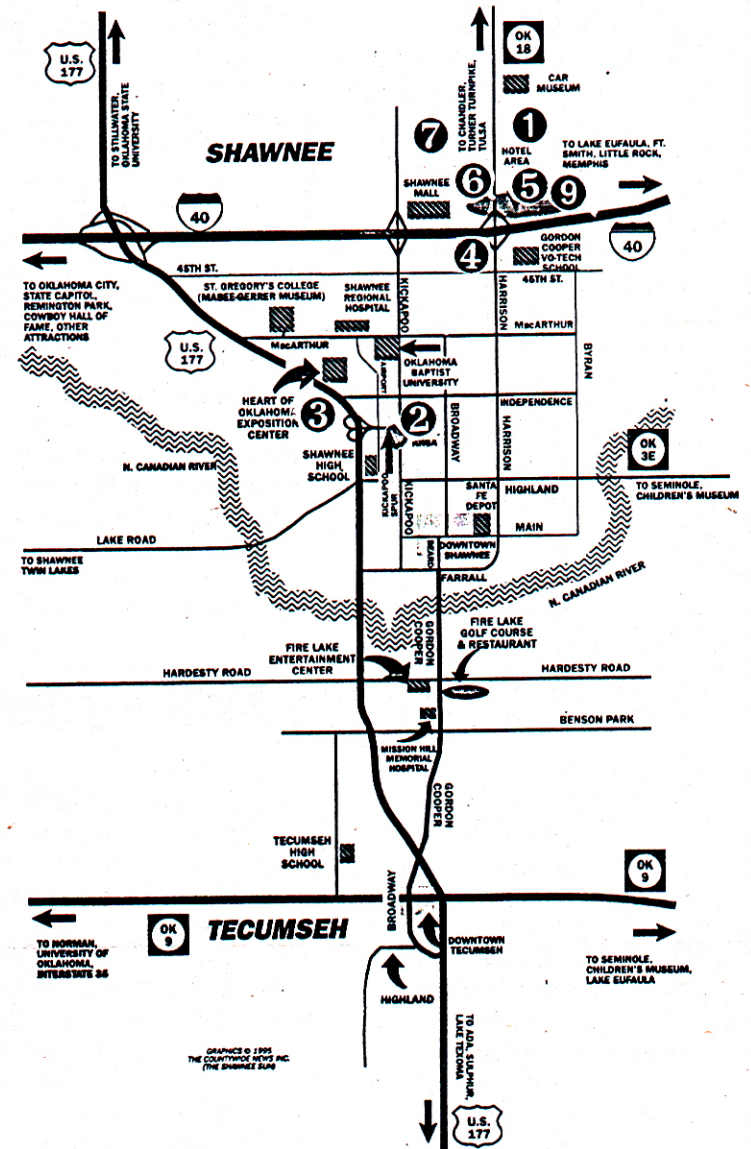 U.S.
177
TO STILLWATER,
OKLAHOMA STATE
UNIVERSITY
SHAWNEE
TO CHANDLER,
TURNER TURNPIKE,
TULSA
OK
18
CAR
MUSEUM
7
1
HOTEL
AREA
TO LAKE EUFAULA, FT.
SMITH, LITTLE ROCK,
MEMPHIS
SHAWNEE
MALL
6
5
9
40
4
GORDON
COOPER
VO-TECH
SCHOOL
40
45TH ST.
45TH ST.
TO OKLAHOMA CITY,
STATE CAPITOL,
REMINGTON PARK,
COWBOY HALL OF
FAME, OTHER
ATTRACTIONS
ST. GREGORY'S COLLEGE
(MABEE-GERRER MUSEUM)
SHAWNEE
REGIONAL
HOSPITAL
KICKAPOO
HARRISON
MacARTHUR
U.S.
177
MacARTHUR
AIRPORT
OKLAHOMA
BAPTIST
UNIVERSITY
BYRAN
HEART OF
OKLAHOMA
EXPOSITION
CENTER
3
2
AREA
INDEPENDENCE
BROADWAY
HARRISON
OK
3E
N. CANADIAN RIVER
SHAWNEE
HIGH
SCHOOL
KICKAPOO
SPUR
KICKAPOO
SANTA
FE
DEPOT
HIGHLAND
TO SEMINOLE,
CHILDREN'S MUSEUM
MAIN
LAKE ROAD
BEARD
DOWNTOWN
SHAWNEE
TO SHAWNEE
TWIN LAKES
FARRALL
N. CANADIAN RIVER
FIRE LAKE
ENTERTAINMENT
CENTER
GORDON
COOPER
FIRE LAKE
GOLF COURSE
& RESTAURANT
HARDESTY ROAD
HARDESTY ROAD
BENSON PARK
MISSION HILL
MEMORIAL
HOSPITAL
GORDON
COOPER
TECUMSEH
HIGH
SCHOOL
OK
9
BROADWAY
OK
9
TECUMSEH
TO NORMAN,
UNIVERSITY OF
OKLAHOMA,
INTERSTATE 35
DOWNTOWN
TECUMSEH
TO SEMINOLE,
CHILDREN'S MUSEUM,
LAKE EUFAULA
HIGHLAND
TO ADA, SULPHUR,
LAKE TEXOMA
GRAPHICS © 1995
THE COUNTYWIDE NEWS INC.
(THE SHAWNEE SUN)
U.S.
177